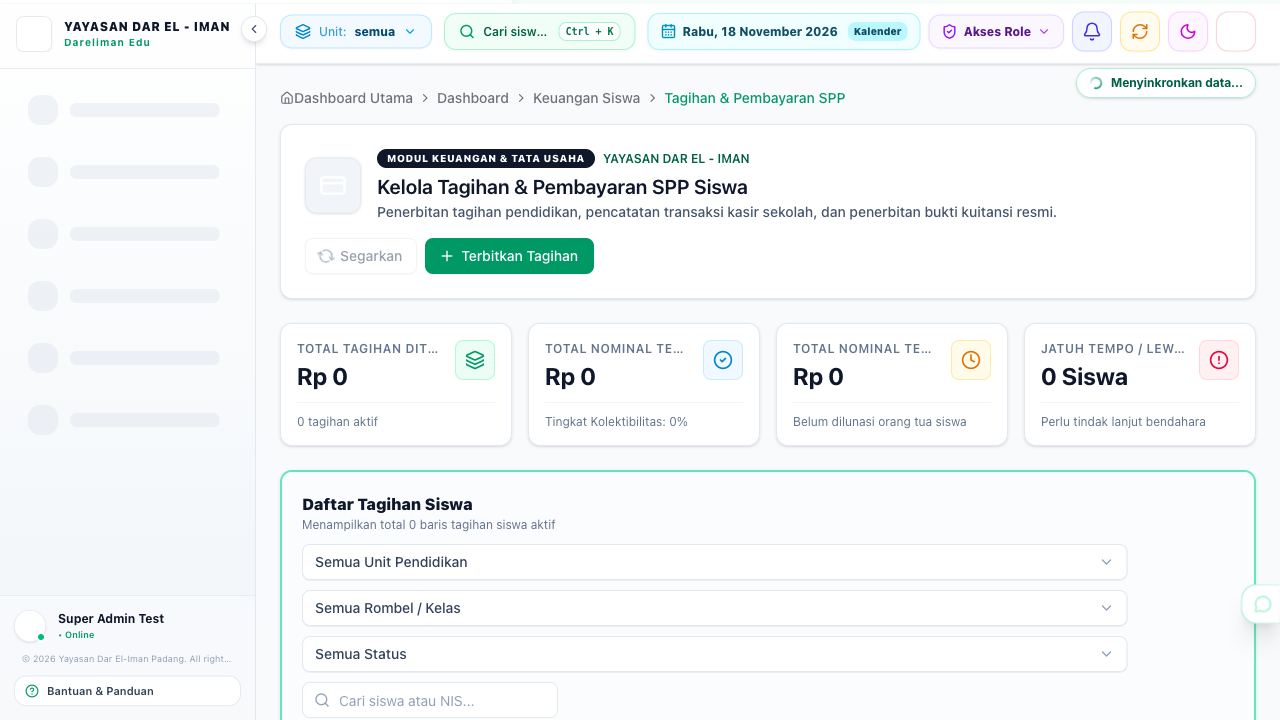 YAYASAN DAR EL - IMAN
Dareliman Edu
Unit: semua
Cari sisw... Ctrl + K
Rabu, 18 November 2026 Kalender
Akses Role
Menyinkronkan data...
Dashboard Utama > Dashboard > Keuangan Siswa > Tagihan & Pembayaran SPP
MODUL KEUANGAN & TATA USAHA YAYASAN DAR EL - IMAN
Kelola Tagihan & Pembayaran SPP Siswa
Penerbitan tagihan pendidikan, pencatatan transaksi kasir sekolah, dan penerbitan bukti kuitansi resmi.
Segarkan
+ Terbitkan Tagihan
TOTAL TAGIHAN DIT...
Rp 0
0 tagihan aktif
TOTAL NOMINAL TE...
Rp 0
Tingkat Kolektibilitas: 0%
TOTAL NOMINAL TE...
Rp 0
Belum dilunasi orang tua siswa
JATUH TEMPO / LEW...
0 Siswa
Perlu tindak lanjut bendahara
Daftar Tagihan Siswa
Menampilkan total 0 baris tagihan siswa aktif
Semua Unit Pendidikan
Semua Rombel / Kelas
Semua Status
Cari siswa atau NIS...
Super Admin Test
• Online
© 2026 Yayasan Dar El-Iman Padang. All right...
Bantuan & Panduan